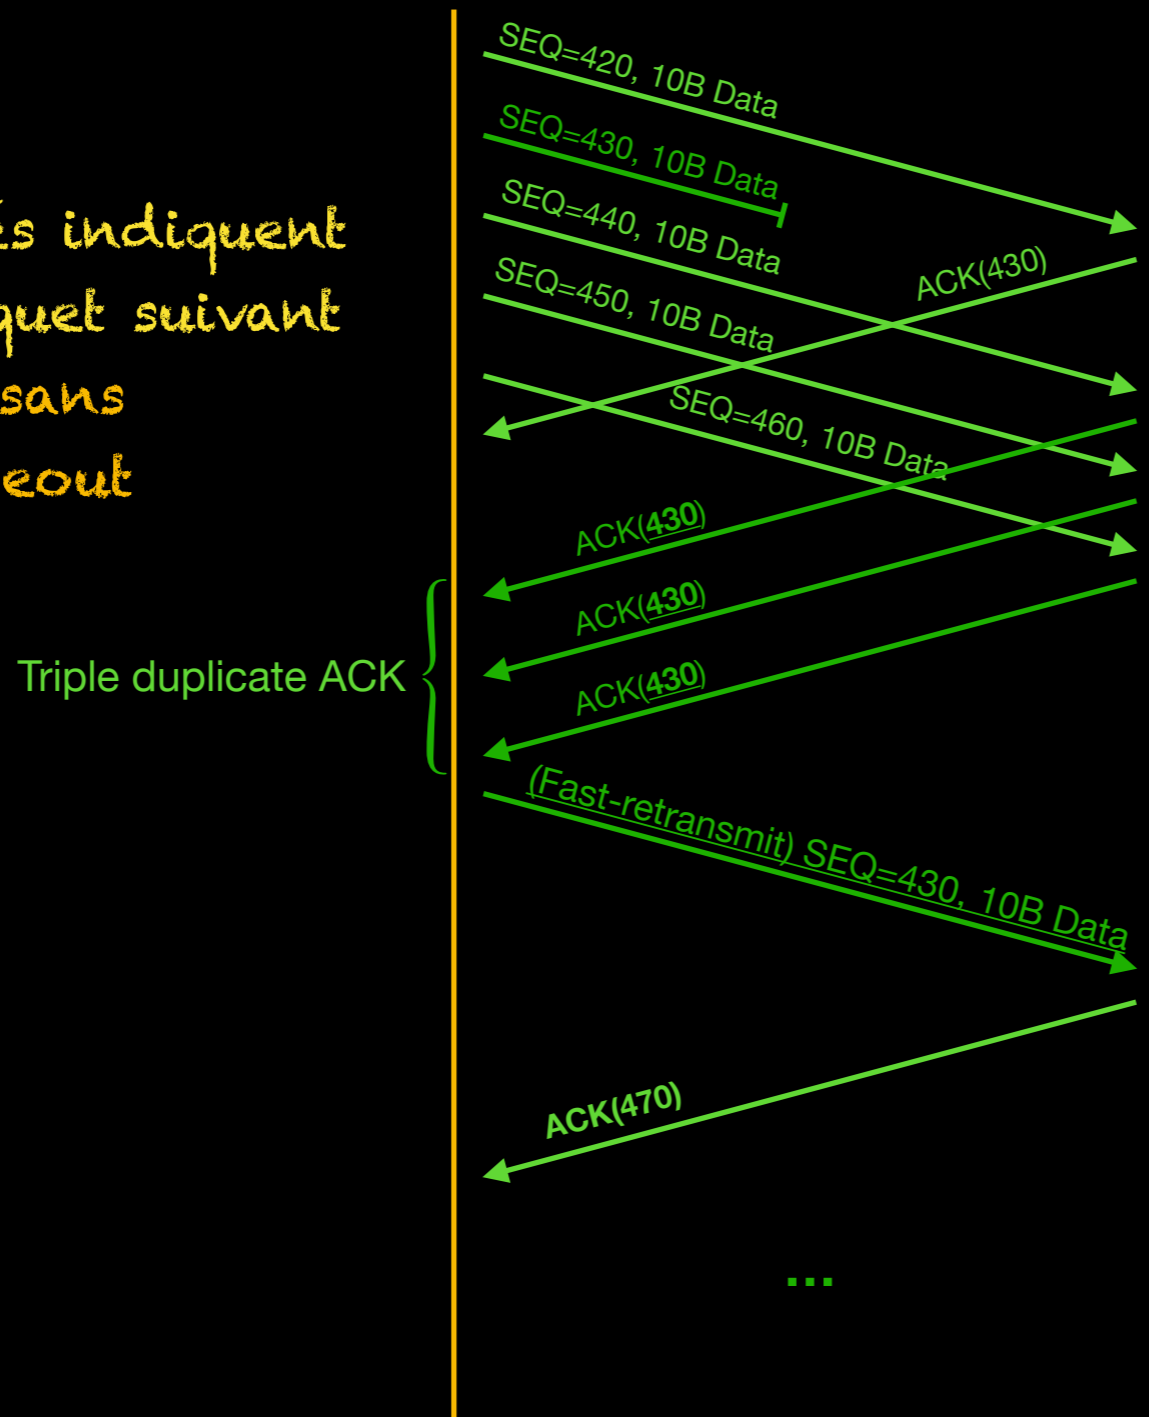 SEQ=420, 10B Data
SEQ=430, 10B Data
SEQ=440, 10B Data
SEQ=450, 10B Data
ACK(430)
indiquent
suivant
sans
SEQ=460, 10B Data
ACK(430)
ACK(430)
Triple duplicate ACK
ACK(430)
(Fast-retransmit) SEQ=430, 10B Data
ACK(470)
...